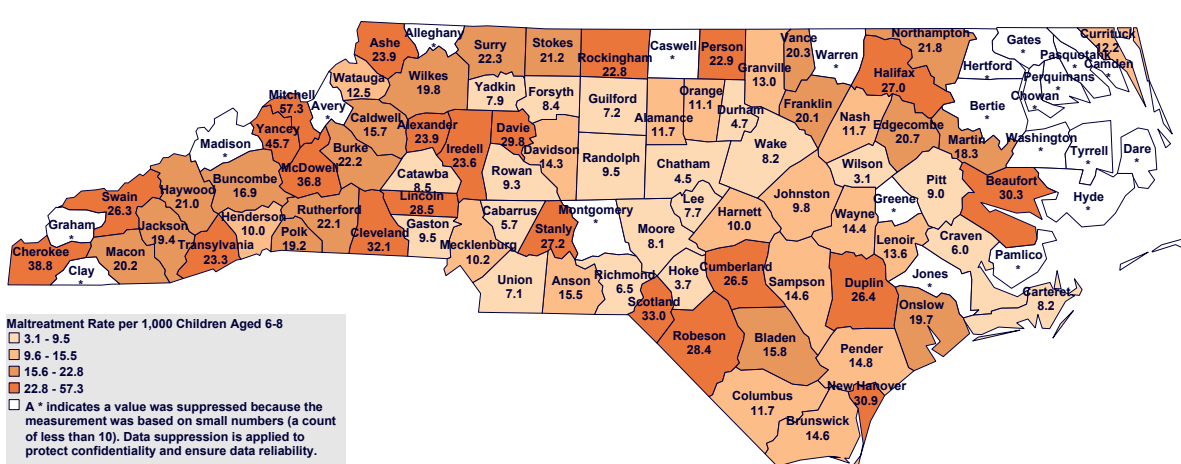 Ashe
23.9
Alleghany
*
Surry
22.3
Stokes
21.2
Rockingham
22.8
Caswell
*
Person
22.9
Granville
13.0
Vance
20.3
Warren
*
Northampton
21.8
Gates
*
Hertford
*
Pasquotank
*
Currituck
12.2
Camden
*
Perquimans
*
Chowan
*
Bertie
*
Halifax
27.0
Watauga
12.5
Wilkes
19.8
Yadkin
7.9
Forsyth
8.4
Guilford
7.2
Alamance
11.7
Orange
11.1
Durham
4.7
Franklin
20.1
Nash
11.7
Edgecombe
20.7
Martin
18.3
Washington
*
Tyrrell
*
Dare
*
Mitchell
57.3
Avery
*
Yancey
45.7
Madison
*
Caldwell
15.7
Alexander
23.9
Iredell
23.6
Davie
29.8
Davidson
14.3
Randolph
9.5
Chatham
4.5
Wake
8.2
Wilson
3.1
Pitt
9.0
Beaufort
30.3
Hyde
*
Burke
22.2
McDowell
36.8
Buncombe
16.9
Haywood
21.0
Swain
26.3
Graham
*
Cherokee
38.8
Clay
*
Macon
20.2
Jackson
19.4
Transylvania
23.3
Henderson
10.0
Polk
19.2
Rutherford
22.1
Cleveland
32.1
Catawba
8.5
Lincoln
28.5
Gaston
9.5
Mecklenburg
10.2
Rowan
9.3
Cabarrus
5.7
Stanly
27.2
Montgomery
*
Moore
8.1
Lee
7.7
Harnett
10.0
Johnston
9.8
Wayne
14.4
Greene
*
Lenoir
13.6
Craven
6.0
Pamlico
*
Jones
*
Carteret
8.2
Union
7.1
Anson
15.5
Richmond
6.5
Hoke
3.7
Scotland
33.0
Cumberland
26.5
Sampson
14.6
Duplin
26.4
Onslow
19.7
Robeson
28.4
Bladen
15.8
Pender
14.8
New Hanover
30.9
Columbus
11.7
Brunswick
14.6
Maltreatment Rate per 1,000 Children Aged 6-8
3.1 - 9.5
9.6 - 15.5
15.6 - 22.8
22.8 - 57.3
A * indicates a value was suppressed because the
measurement was based on small numbers (a count
of less than 10). Data suppression is applied to
protect confidentiality and ensure data reliability.